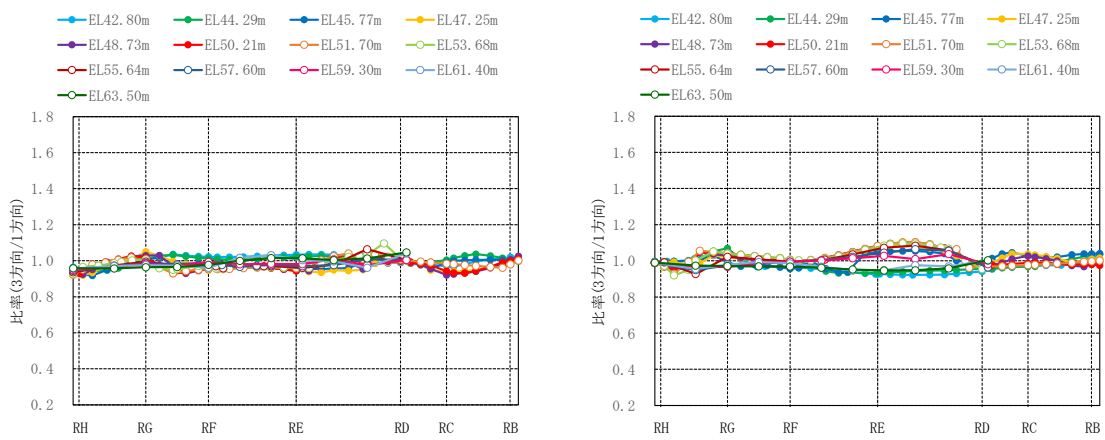 EL42.80m EL44.29m EL45.77m EL47.25m
EL48.73m EL50.21m EL51.70m EL53.68m
EL55.64m EL57.60m EL59.30m EL61.40m
EL63.50m
比率(3方向/1方向)
1.8
1.6
1.4
1.2
1.0
0.8
0.6
0.4
0.2
RH RG RF RE RD RC RB
EL42.80m EL44.29m EL45.77m EL47.25m
EL48.73m EL50.21m EL51.70m EL53.68m
EL55.64m EL57.60m EL59.30m EL61.40m
EL63.50m
比率(3方向/1方向)
1.8
1.6
1.4
1.2
1.0
0.8
0.6
0.4
0.2
RH RG RF RE RD RC RB